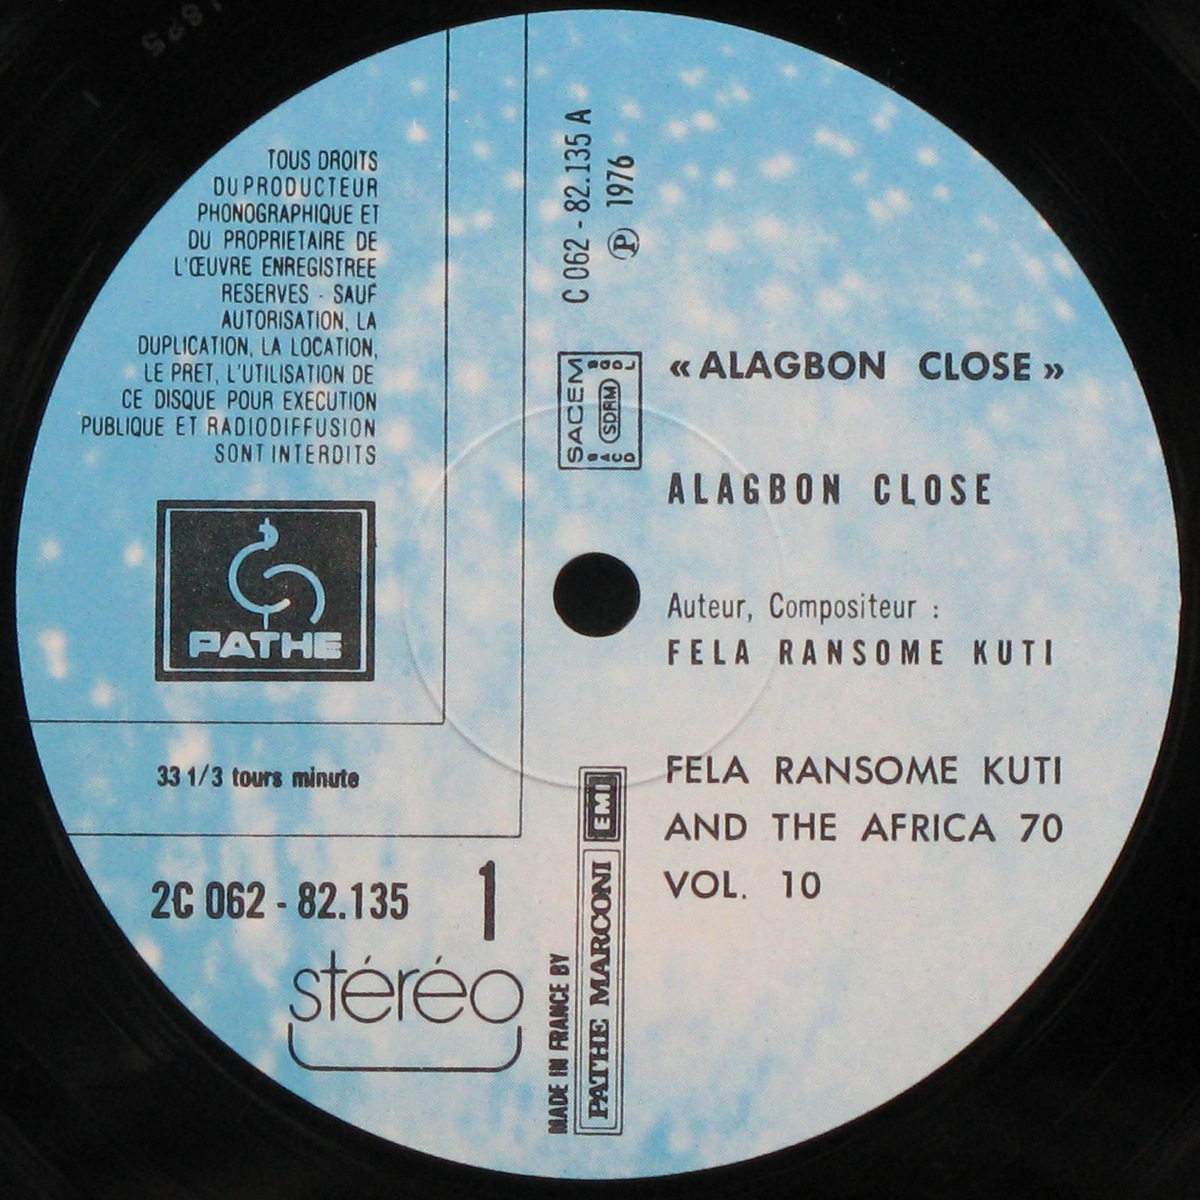 TOUS DROITS
DU PRODUCTEUR
PHONOGRAPHIQUE ET
DU PROPRIETAIRE DE
L'ŒUVRE ENREGISTREE
RESERVES - SAUF
AUTORISATION, LA
DUPLICATION, LA LOCATION,
LE PRET, L'UTILISATION DE
CE DISQUE POUR EXECUTION
PUBLIQUE ET RADIODIFFUSION
SONT INTERDITS
PATHE
33 1/3 tours minute
2C 062 - 82.135
1
stéréo
C 062 - 82.135 A
Ⓟ 1976
SACEM
SDRM
SACD
« ALAGBON CLOSE »
ALAGBON CLOSE
Auteur, Compositeur :
FELA RANSOME KUTI
FELA RANSOME KUTI
AND THE AFRICA 70
VOL. 10
MADE IN FRANCE BY
PATHE MARCONI EMI